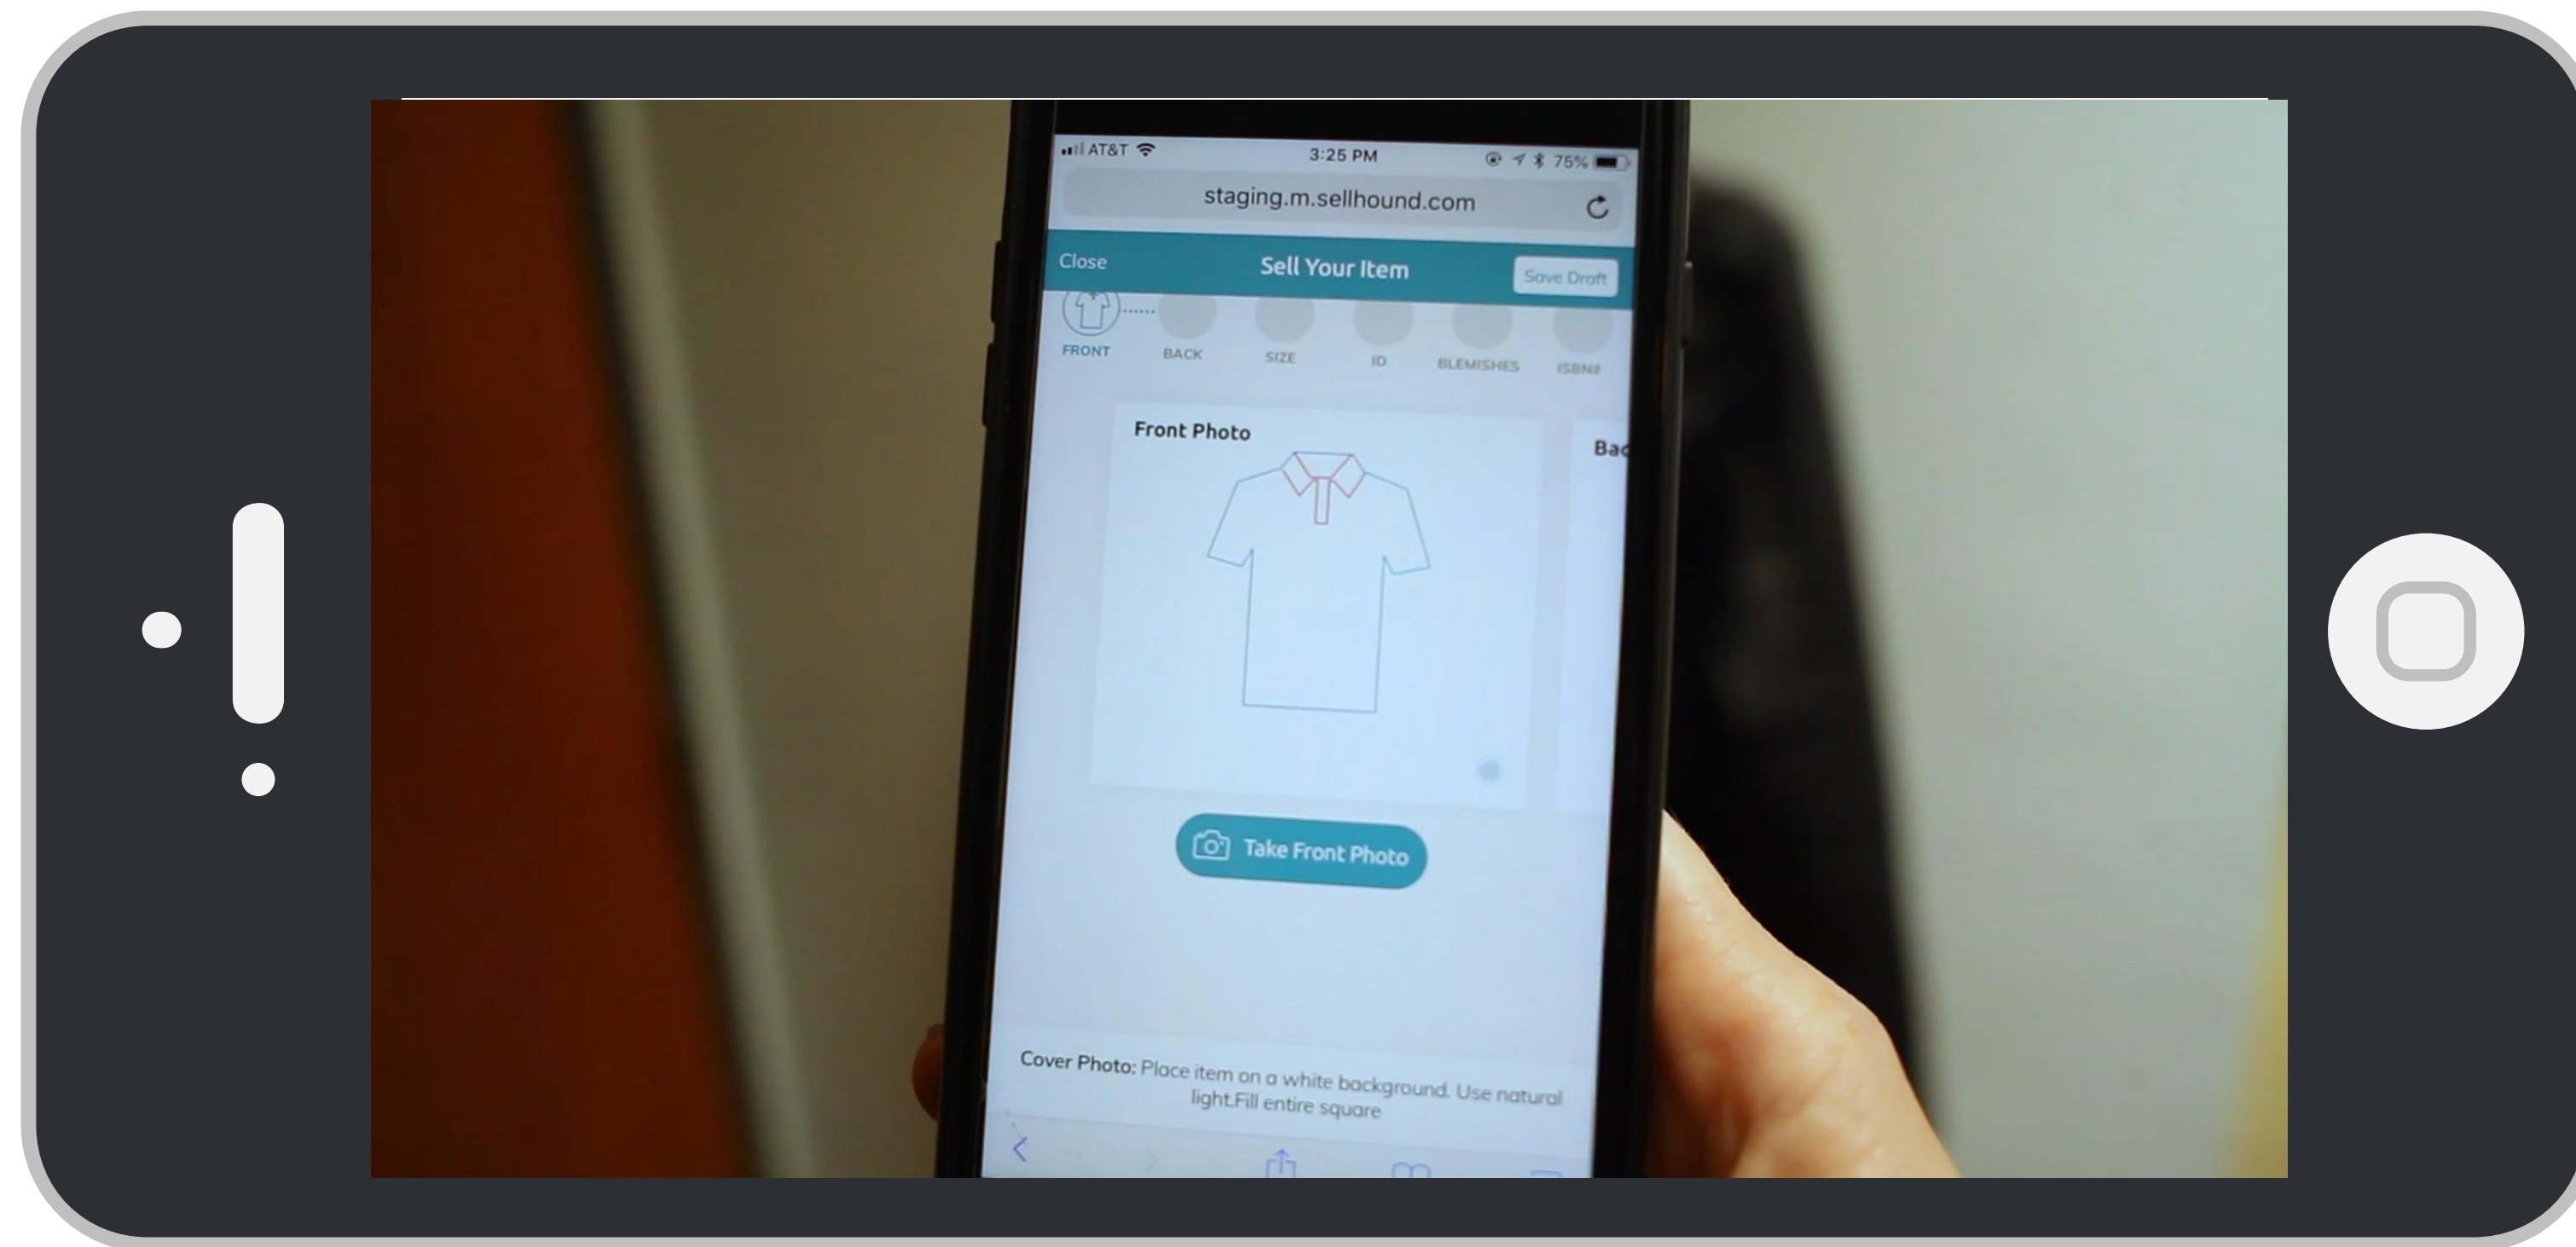 AT&T 3:25 PM 75%
staging.m.sellhound.com
Close Sell Your Item Save Draft
FRONT BACK SIZE ID BLEMISHES ISBN#
Front Photo Bac
Take Front Photo
Cover Photo: Place item on a white background. Use natural
light.Fill entire square